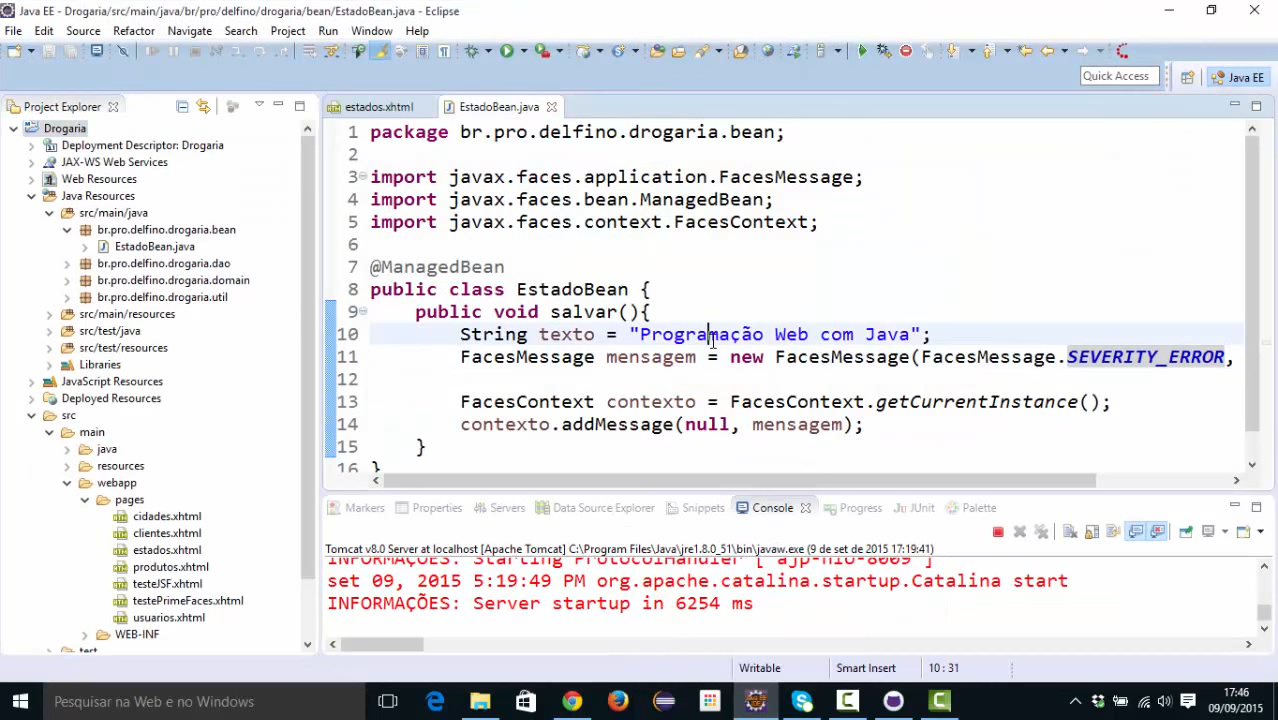 Java EE - Drogaria/src/main/java/br/pro/delfino/drogaria/bean/EstadoBean.java - Eclipse
File Edit Source Refactor Navigate Search Project Run Window Help
Quick Access
Java EE
Project Explorer
Drogaria
Deployment Descriptor: Drogaria
JAX-WS Web Services
Web Resources
Java Resources
src/main/java
br.pro.delfino.drogaria.bean
EstadoBean.java
br.pro.delfino.drogaria.dao
br.pro.delfino.drogaria.domain
br.pro.delfino.drogaria.util
src/main/resources
src/test/java
src/test/resources
Libraries
JavaScript Resources
Deployed Resources
src
main
java
resources
webapp
pages
cidades.xhtml
clientes.xhtml
estados.xhtml
produtos.xhtml
testeJSF.xhtml
testePrimeFaces.xhtml
usuarios.xhtml
WEB-INF
test
estados.xhtml EstadoBean.java
1 package br.pro.delfino.drogaria.bean;
2
3 import javax.faces.application.FacesMessage;
4 import javax.faces.bean.ManagedBean;
5 import javax.faces.context.FacesContext;
6
7 @ManagedBean
8 public class EstadoBean {
9 public void salvar(){
10 String texto = "Programação Web com Java";
11 FacesMessage mensagem = new FacesMessage(FacesMessage.SEVERITY_ERROR,
12
13 FacesContext contexto = FacesContext.getCurrentInstance();
14 contexto.addMessage(null, mensagem);
15 }
16 }
Markers Properties Servers Data Source Explorer Snippets Console Progress JUnit Palette
Tomcat v8.0 Server at localhost [Apache Tomcat] C:\Program Files\Java\jre1.8.0_51\bin\javaw.exe (9 de set de 2015 17:19:41)
INFORMAÇÕES: Starting ProtocolHandler ["ajp-nio-8009"]
set 09, 2015 5:19:49 PM org.apache.catalina.startup.Catalina start
INFORMAÇÕES: Server startup in 6254 ms
Writable Smart Insert 10 : 31
Pesquisar na Web e no Windows
17:46
09/09/2015